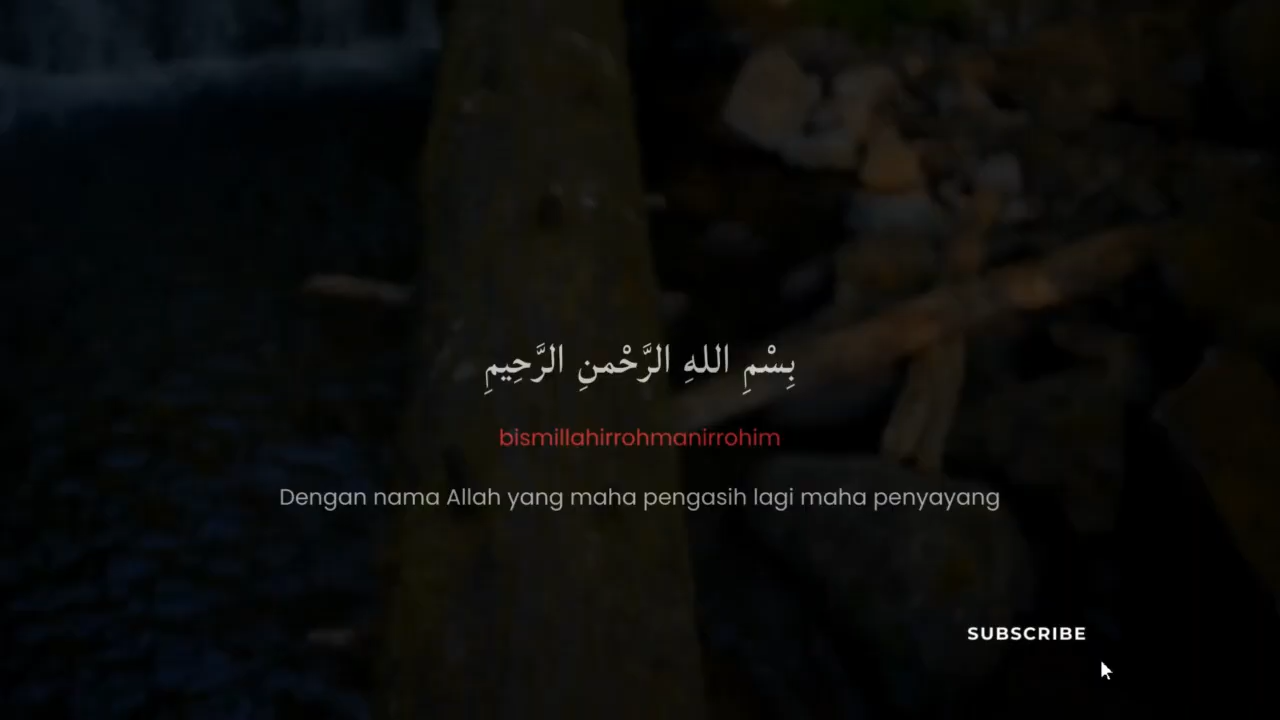 بِسْمِ اللهِ الرَّحْمنِ الرَّحِيمِ
bismillahirrohmanirrohim
Dengan nama Allah yang maha pengasih lagi maha penyayang
SUBSCRIBE